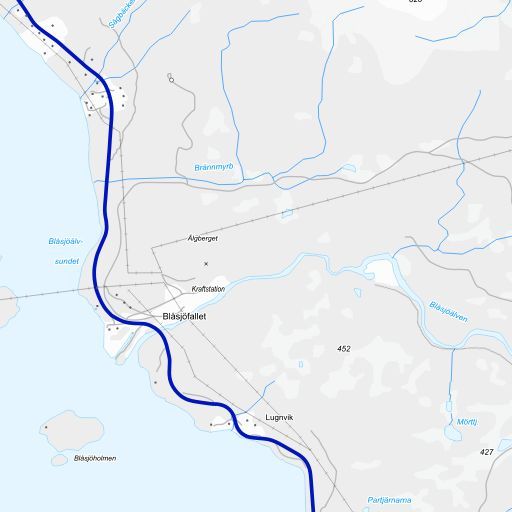 Sågbäcken
Brännmyrb
Älgberget
Blåsjöälv-
sundet
Kraftstation
Blåsjöfallet
Blåsjöälven
452
Lugnvik
Mörttj
427
Blåsjöholmen
Partjärnarna